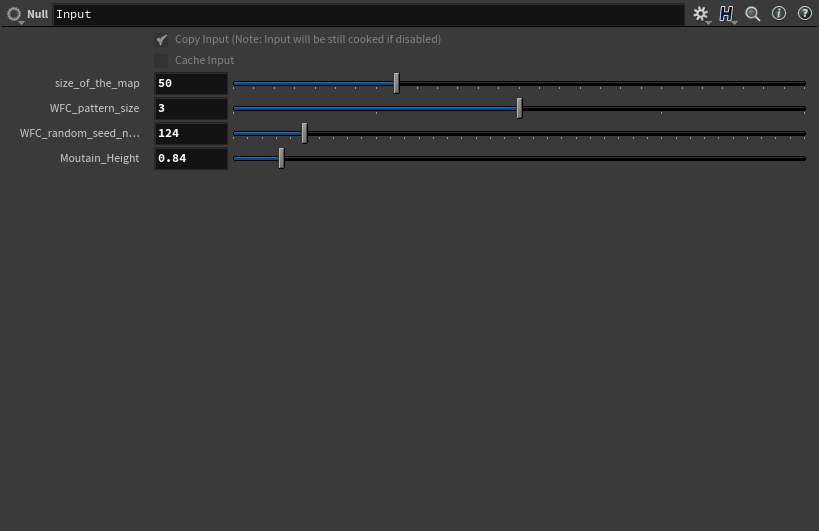 Null Input
Copy Input (Note: Input will be still cooked if disabled)
Cache Input
size_of_the_map 50
WFC_pattern_size 3
WFC_random_seed_n... 124
Moutain_Height 0.84